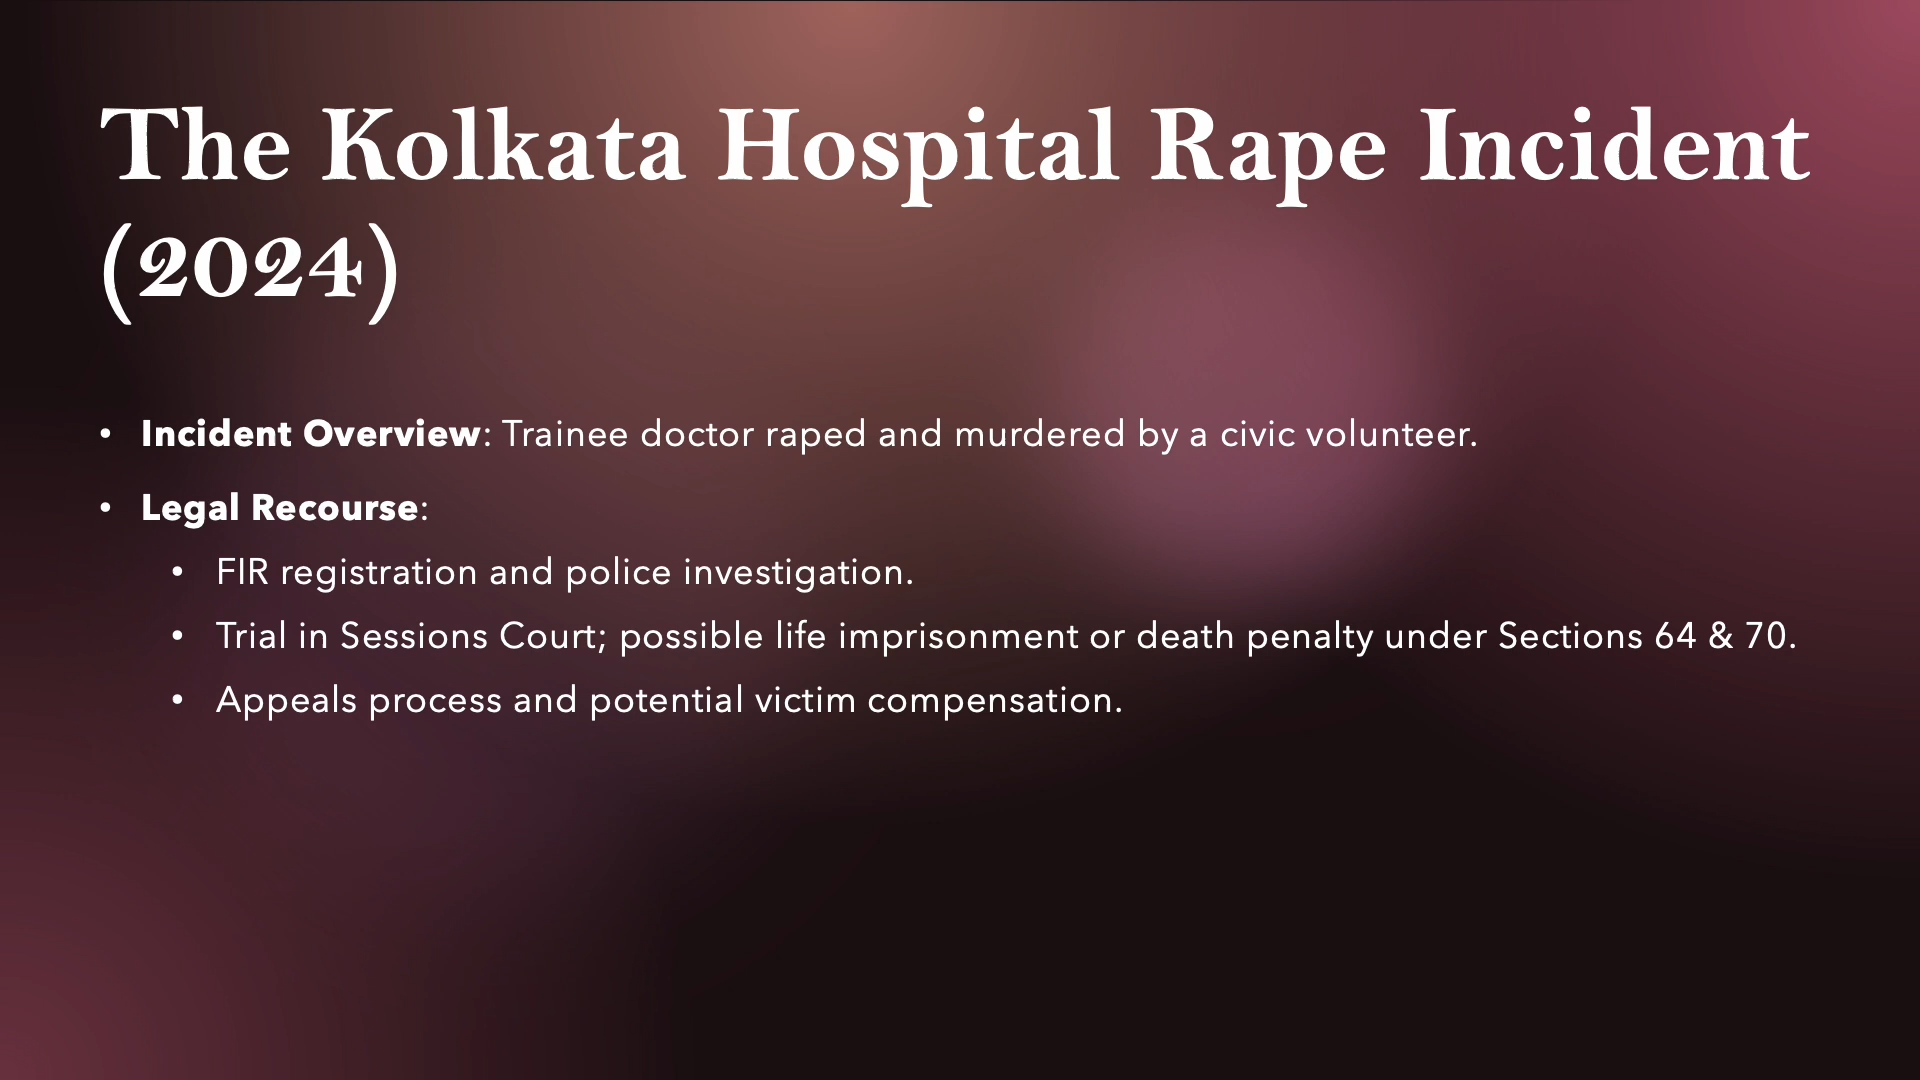 The Kolkata Hospital Rape Incident
(2024)
• Incident Overview: Trainee doctor raped and murdered by a civic volunteer.
• Legal Recourse:
• FIR registration and police investigation.
• Trial in Sessions Court; possible life imprisonment or death penalty under Sections 64 & 70.
• Appeals process and potential victim compensation.